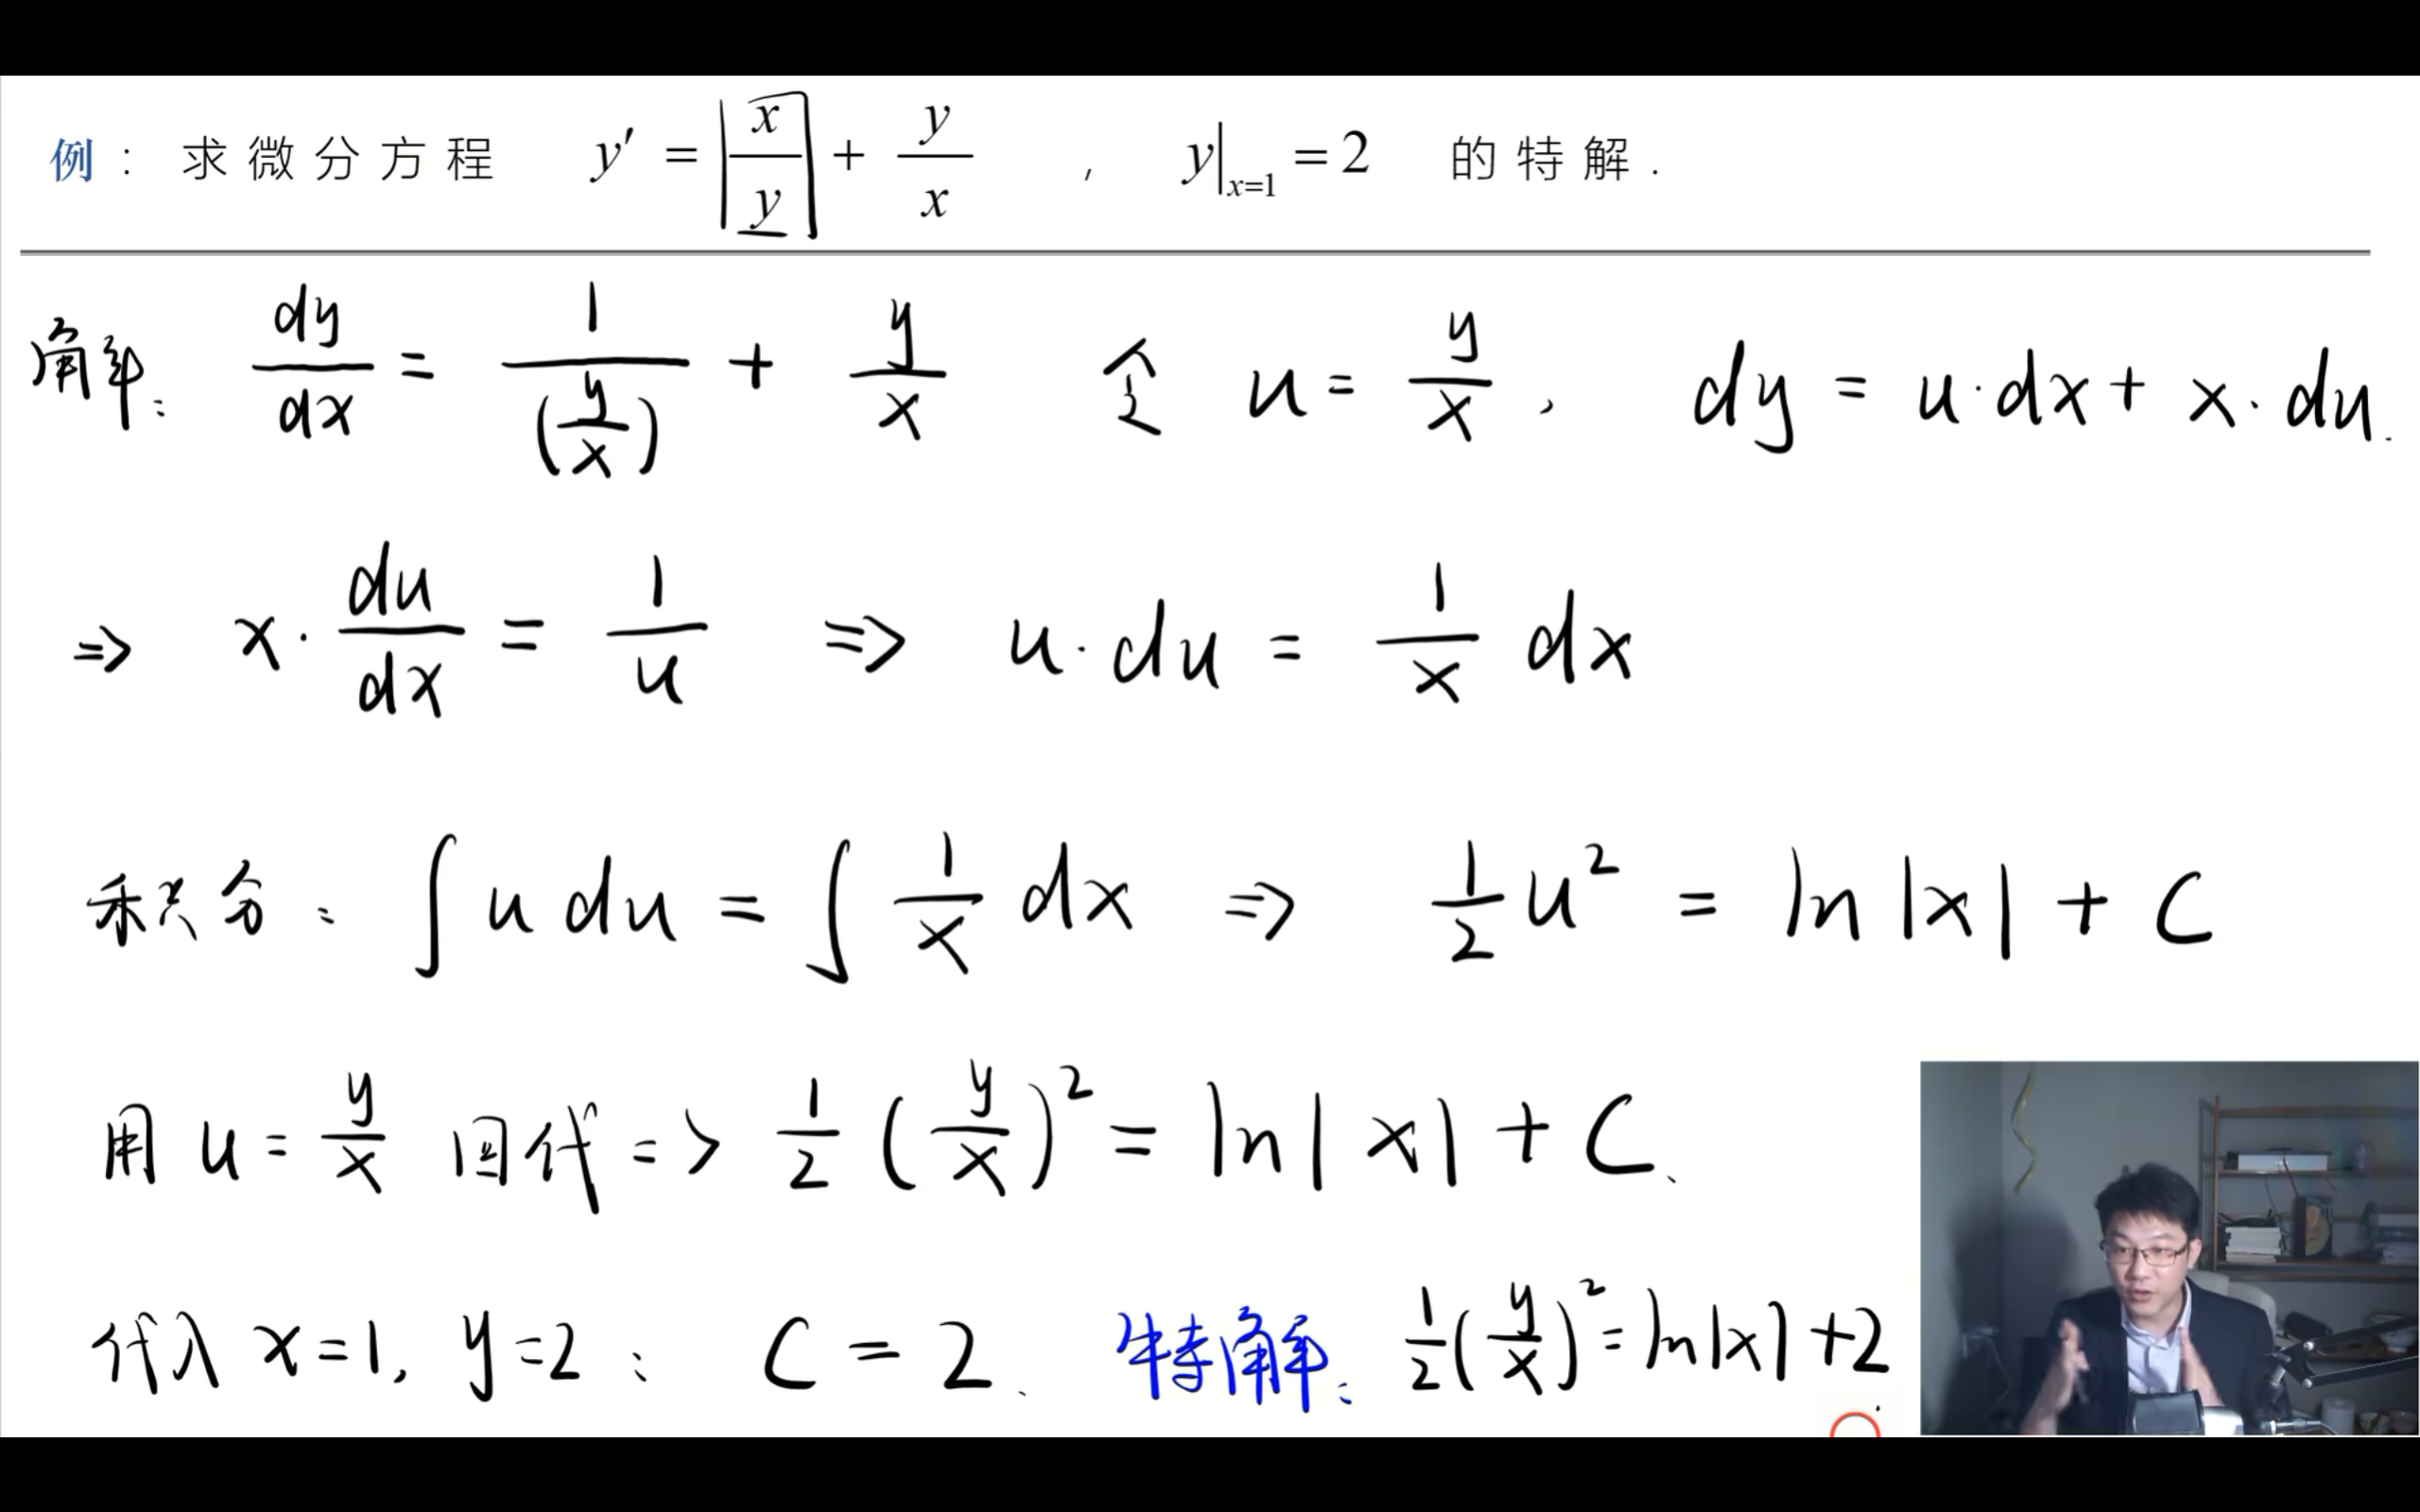 例：求微分方程 y′ = x/y + y/x ， y|ₓ₌₁ = 2 的特解.
解： dy/dx = 1/(y/x) + y/x 令 u = y/x , dy = u·dx + x·du.
⇒ x·du/dx = 1/u ⇒ u·du = 1/x dx
积分： ∫u du = ∫1/x dx ⇒ 1/2 u² = ln|x| + C
用 u = y/x 回代 => 1/2 (y/x)² = ln|x| + C.
代入 x=1, y=2： C = 2. 特解： 1/2 (y/x)² = ln|x| + 2.